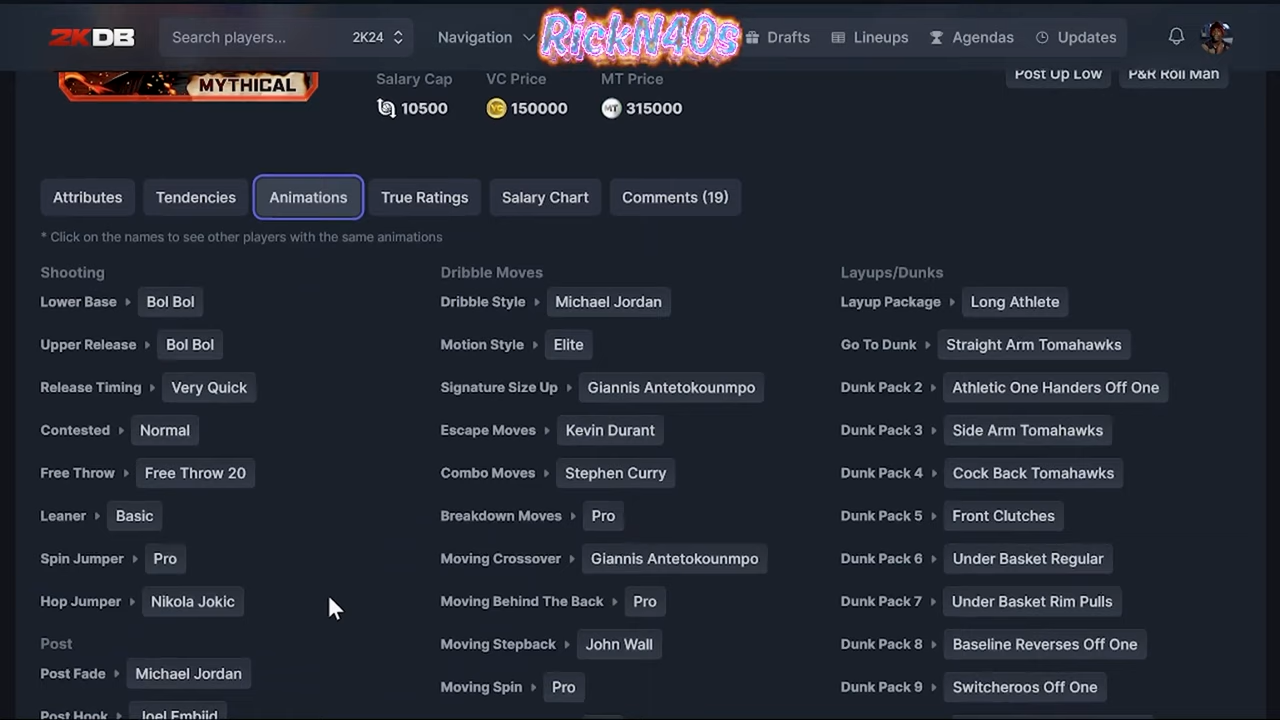 2KDB
Search players...
2K24
Navigation
RickN40s
Drafts
Lineups
Agendas
Updates
MYTHICAL
Salary Cap
10500
VC Price
VC 150000
MT Price
MT 315000
Post Up Low
P&R Roll Man
Attributes
Tendencies
Animations
True Ratings
Salary Chart
Comments (19)
* Click on the names to see other players with the same animations
Shooting
Lower Base Bol Bol
Upper Release Bol Bol
Release Timing Very Quick
Contested Normal
Free Throw Free Throw 20
Leaner Basic
Spin Jumper Pro
Hop Jumper Nikola Jokic
Post
Post Fade Michael Jordan
Post Hook Joel Embiid
Dribble Moves
Dribble Style Michael Jordan
Motion Style Elite
Signature Size Up Giannis Antetokounmpo
Escape Moves Kevin Durant
Combo Moves Stephen Curry
Breakdown Moves Pro
Moving Crossover Giannis Antetokounmpo
Moving Behind The Back Pro
Moving Stepback John Wall
Moving Spin Pro
Layups/Dunks
Layup Package Long Athlete
Go To Dunk Straight Arm Tomahawks
Dunk Pack 2 Athletic One Handers Off One
Dunk Pack 3 Side Arm Tomahawks
Dunk Pack 4 Cock Back Tomahawks
Dunk Pack 5 Front Clutches
Dunk Pack 6 Under Basket Regular
Dunk Pack 7 Under Basket Rim Pulls
Dunk Pack 8 Baseline Reverses Off One
Dunk Pack 9 Switcheroos Off One